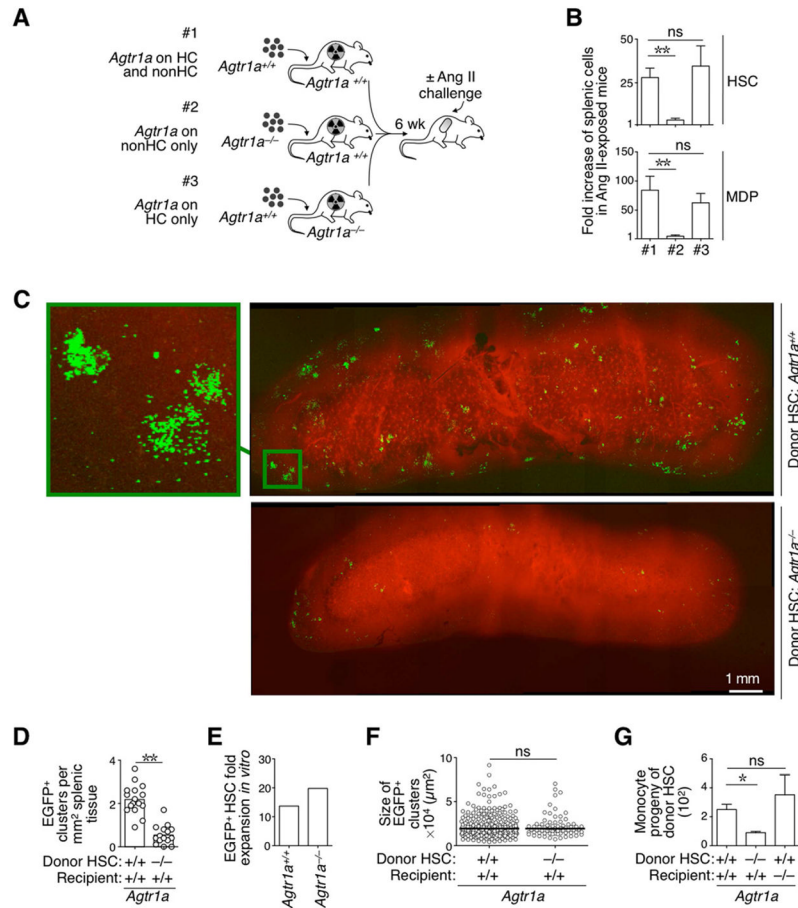 A
#1
Agtr1a on HC
and nonHC
Agtr1a+/+
Agtr1a +/+
#2
Agtr1a on
nonHC only
Agtr1a–/–
Agtr1a +/+
#3
Agtr1a on
HC only
Agtr1a+/+
Agtr1a–/–
6 wk
± Ang II
challenge
B
Fold increase of splenic cells
in Ang II-exposed mice
50
25
1
ns
**
HSC
150
100
50
1
ns
**
MDP
#1 #2 #3
C
Donor HSC: Agtr1a+/+
Donor HSC: Agtr1a–/–
1 mm
D
EGFP+
clusters per
mm2 splenic
tissue
4
2
0
**
Donor HSC: +/+ –/–
Recipient: +/+ +/+
Agtr1a
E
EGFP+ HSC fold
expansion in vitro
30
20
10
0
Agtr1a+/+
Agtr1a–/–
F
Size of
EGFP+
clusters
×10⁴ (µm²)
10
5
0
ns
Donor HSC: +/+ –/–
Recipient: +/+ +/+
Agtr1a
G
Monocyte
progeny of
donor HSC
(10²)
6
4
2
0
ns
*
Donor HSC: +/+ –/– +/+
Recipient: +/+ +/+ –/–
Agtr1a